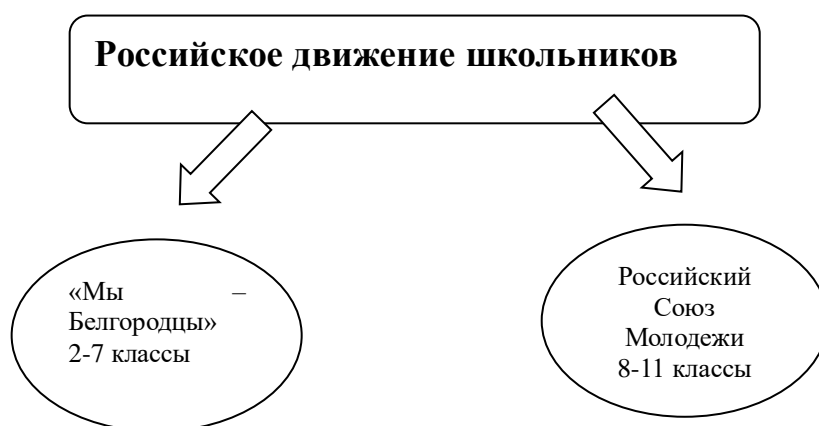 Российское движение школьников
«Мы –
Белгородцы»
2-7 классы
Российский
Союз
Молодежи
8-11 классы